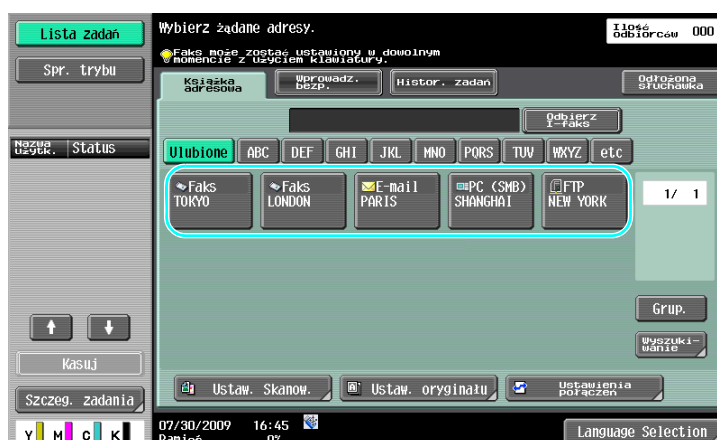 Lista zadań
Spr. trybu
Nazwa użytk.
Status
Kasuj
Szczeg. zadania
Y M C K
Wybierz żądane adresy.
Ilość
odbiorców
000
Faks może zostać ustawiony w dowolnym
momencie z użyciem klawiatury.
Książka
adresowa
Wprowadz.
bezp.
Histor. zadań
Odłożona
słuchawka
Odbierz
I-faks
Ulubione ABC DEF GHI JKL MNO PQRS TUV WXYZ etc
Faks
TOKYO
Faks
LONDON
E-mail
PARIS
PC (SMB)
SHANGHAI
FTP
NEW YORK
1/ 1
Grup.
Wyszuki-
wanie
Ustaw. Skanow.
Ustaw. oryginału
Ustawienia
połączeń
07/30/2009 16:45
Pamięć 0%
Language Selection